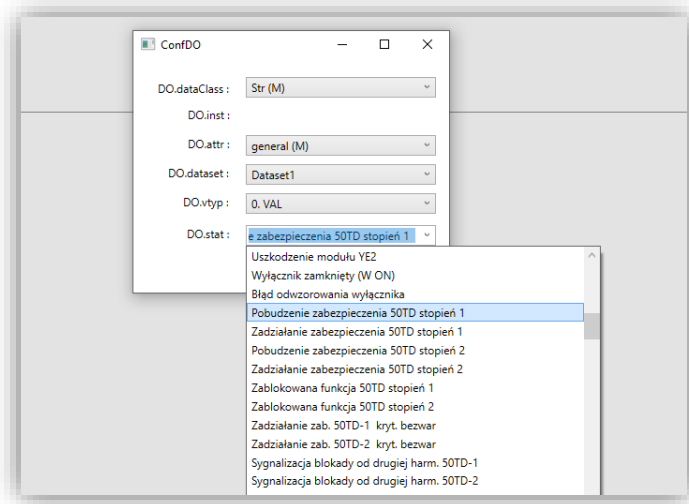 ConfDO
DO.dataClass : Str (M)
DO.inst :
DO.attr : general (M)
DO.dataset : Dataset1
DO.vtyp : 0. VAL
DO.stat : e zabezpieczenia 50TD stopień 1
Uszkodzenie modułu YE2
Wyłącznik zamknięty (W ON)
Błąd odwzorowania wyłącznika
Pobudzenie zabezpieczenia 50TD stopień 1
Zadziałanie zabezpieczenia 50TD stopień 1
Pobudzenie zabezpieczenia 50TD stopień 2
Zadziałanie zabezpieczenia 50TD stopień 2
Zablokowana funkcja 50TD stopień 1
Zablokowana funkcja 50TD stopień 2
Zadziałanie zab. 50TD-1 kryt. bezwar
Zadziałanie zab. 50TD-2 kryt. bezwar
Sygnalizacja blokady od drugiej harm. 50TD-1
Sygnalizacja blokady od drugiej harm. 50TD-2